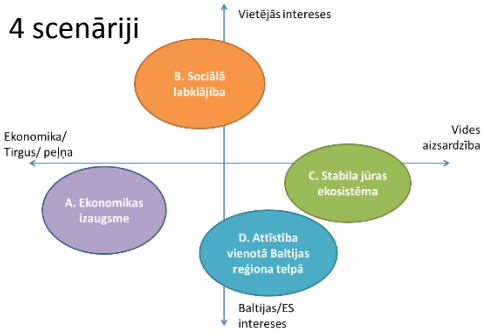 4 scenāriji
Vietējās intereses
B. Sociālā
labklājība
Ekonomika/
Tirgus/ peļņa
Vides
aizsardzība
C. Stabila jūras
ekosistēma
A. Ekonomikas
izaugsme
D. Attīstība
vienotā Baltijas
reģiona telpā
Baltijas/ES
intereses